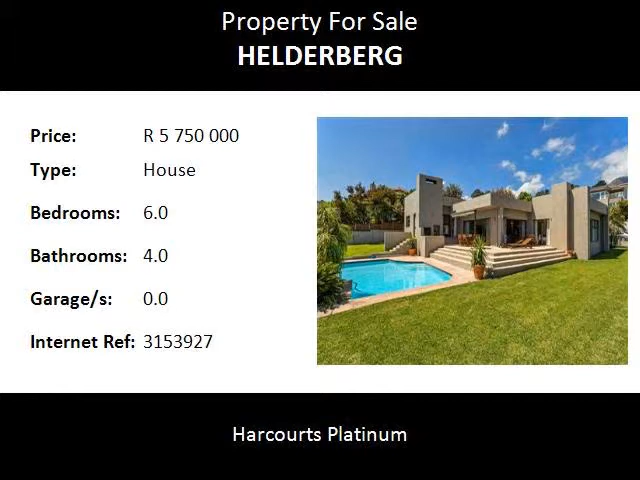 Property For Sale
HELDERBERG
Price: R 5 750 000
Type: House
Bedrooms: 6.0
Bathrooms: 4.0
Garage/s: 0.0
Internet Ref: 3153927
Harcourts Platinum